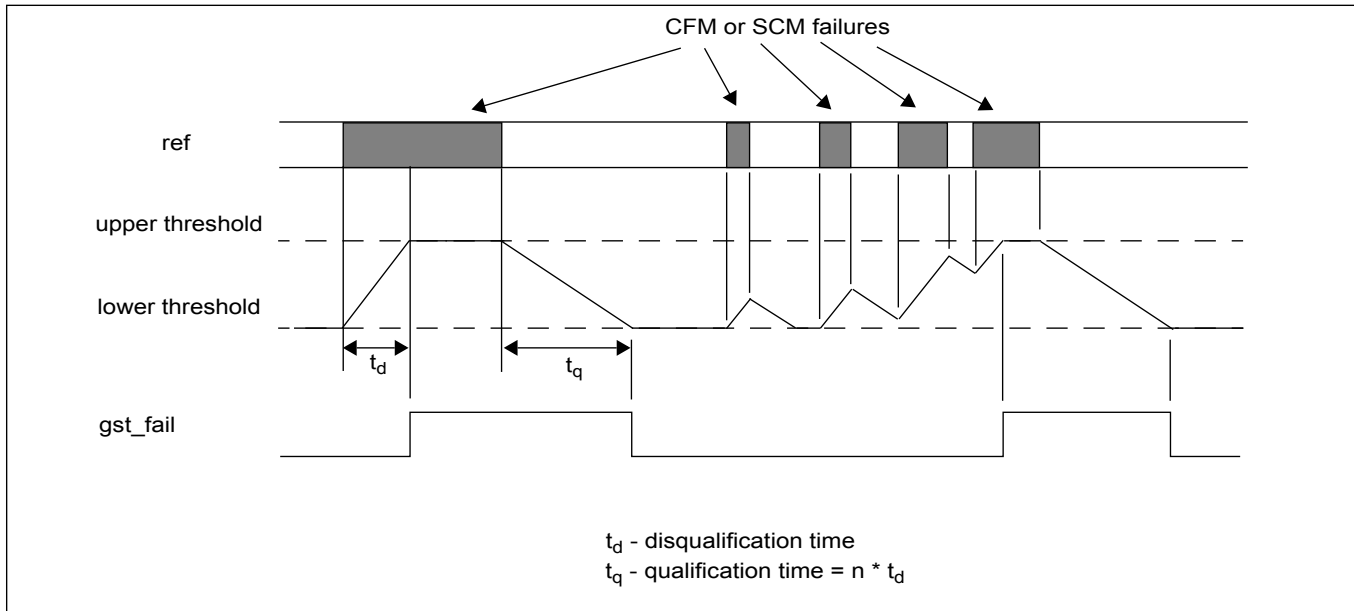 CFM or SCM failures
ref
upper threshold
lower threshold
td
tq
gst_fail
td - disqualification time
tq - qualification time = n * td